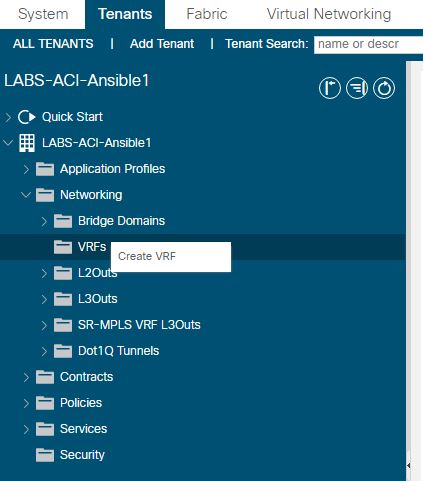 System Tenants Fabric Virtual Networking
ALL TENANTS | Add Tenant | Tenant Search: name or descr
LABS-ACI-Ansible1
Quick Start
LABS-ACI-Ansible1
Application Profiles
Networking
Bridge Domains
VRFs
Create VRF
L2Outs
L3Outs
SR-MPLS VRF L3Outs
Dot1Q Tunnels
Contracts
Policies
Services
Security